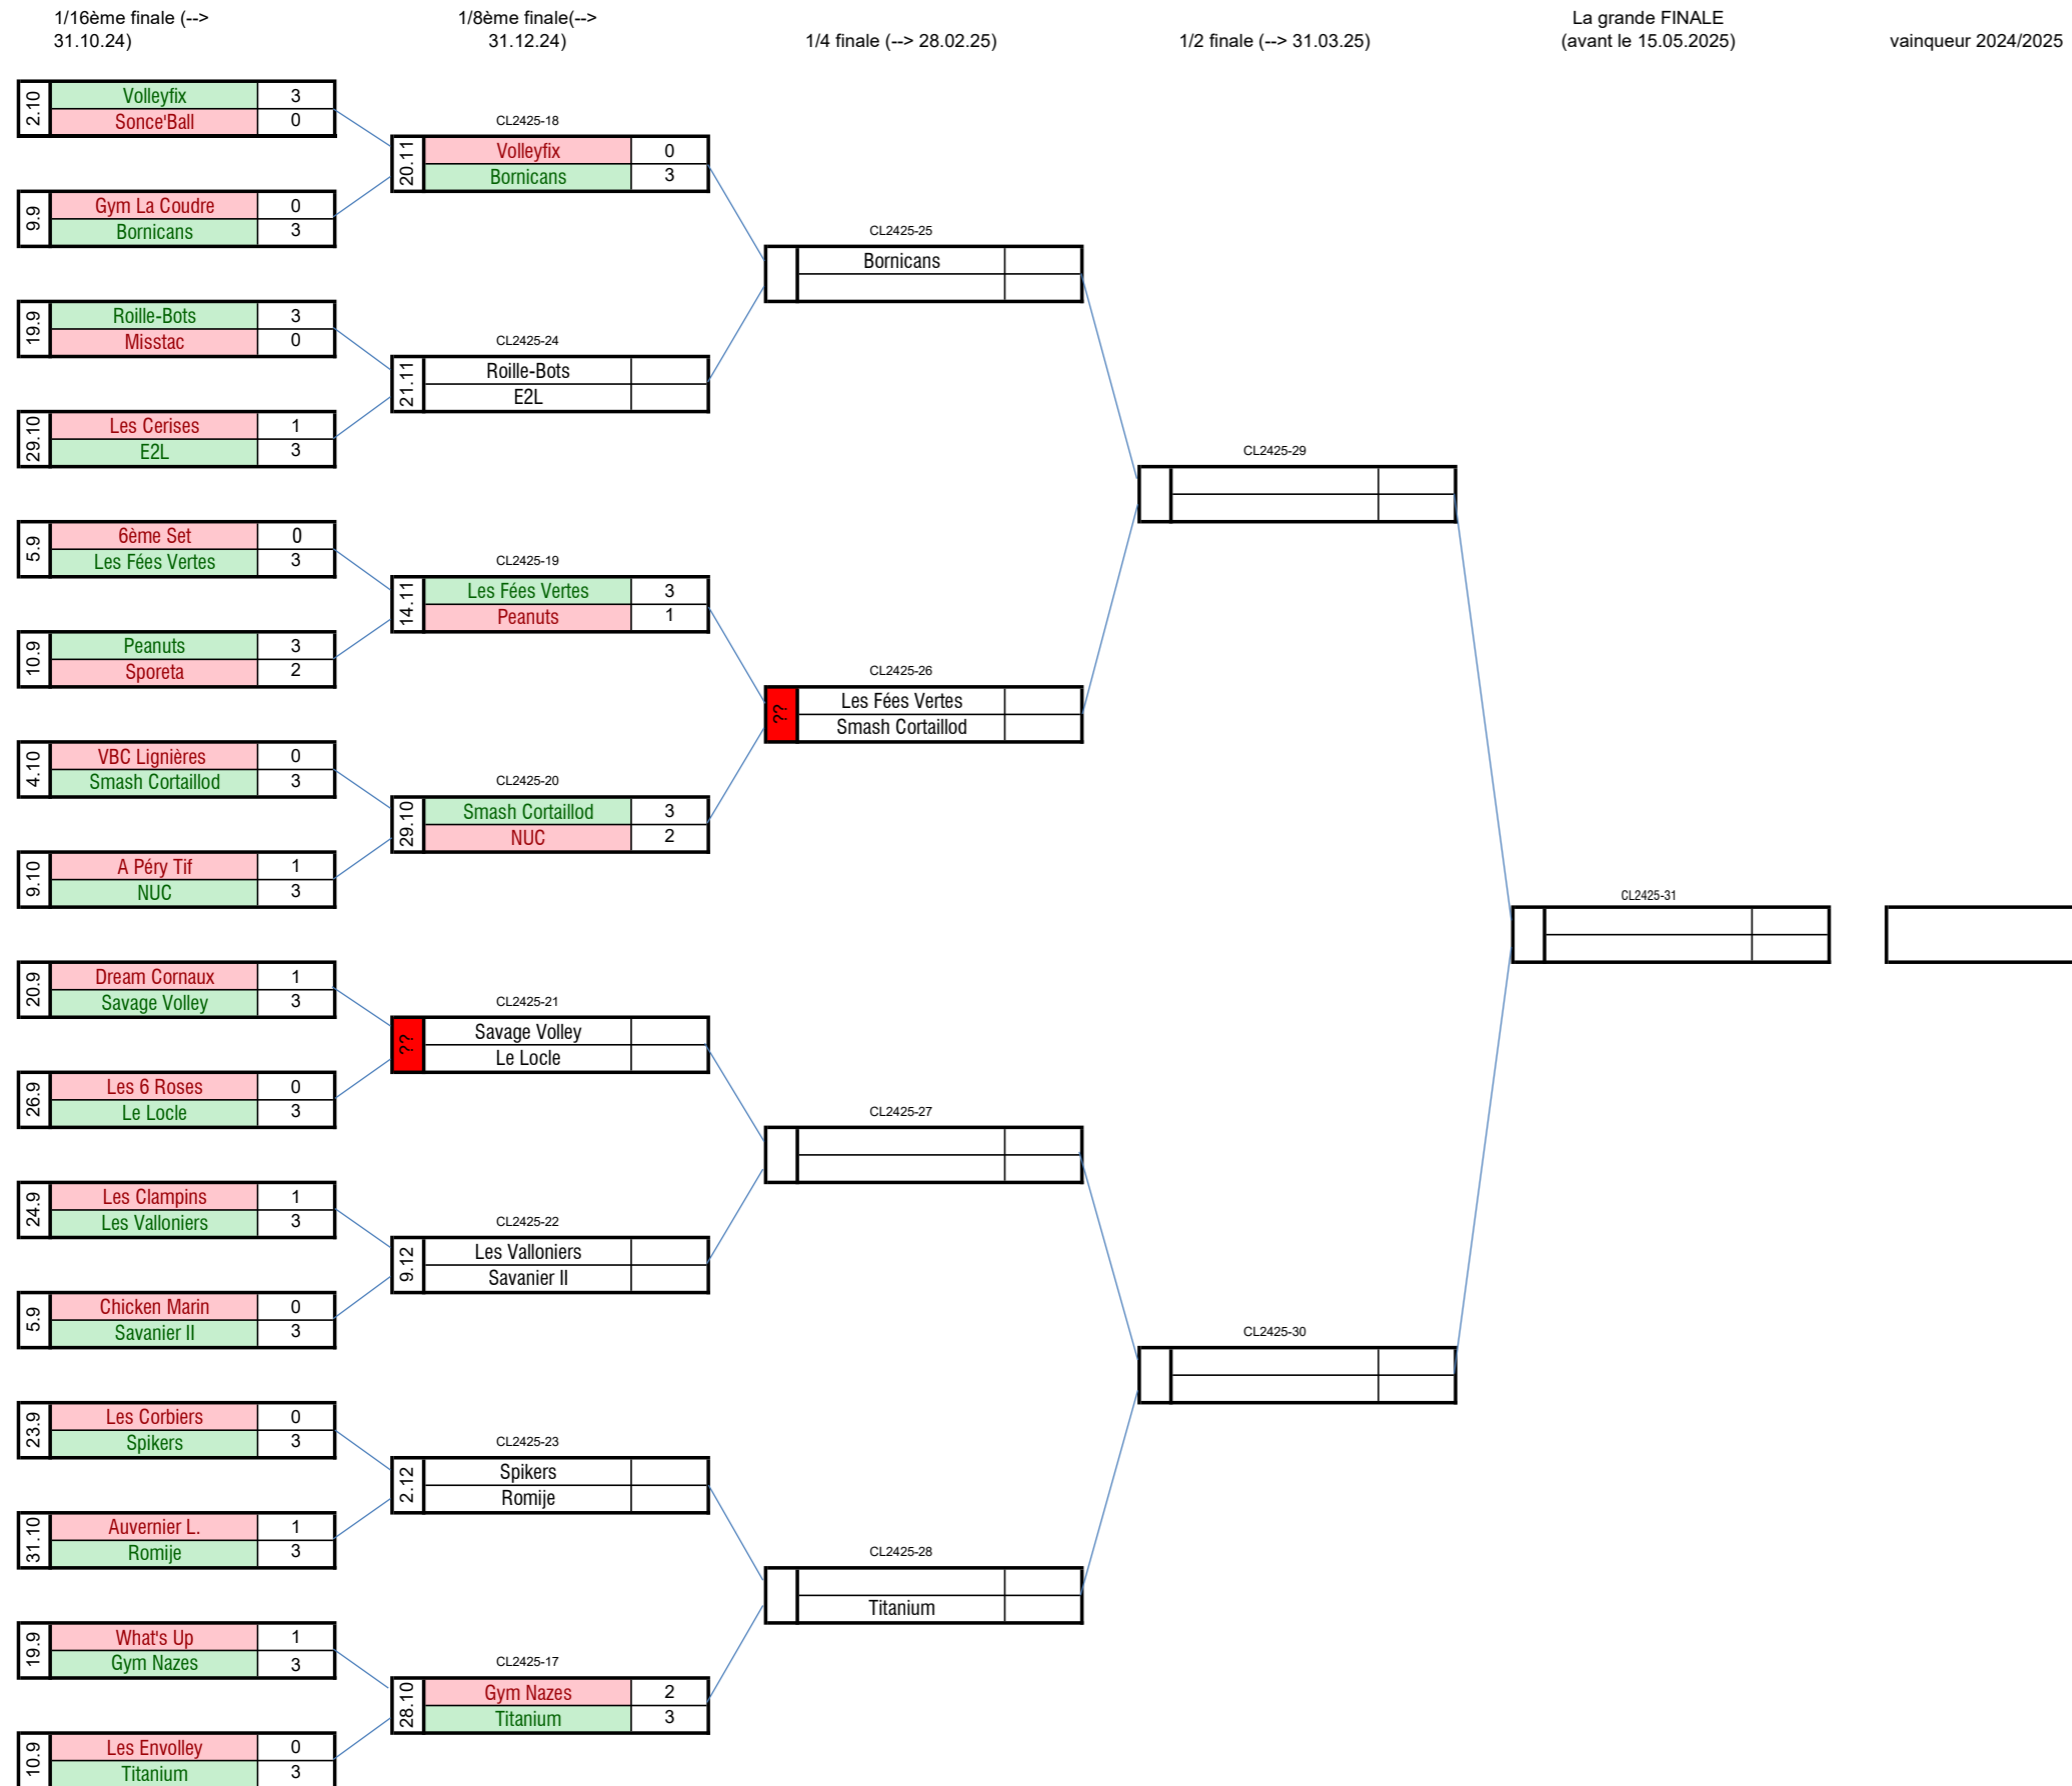 1/16ème finale (-->
31.10.24)
1/8ème finale(-->
31.12.24)
1/4 finale (--> 28.02.25)
1/2 finale (--> 31.03.25)
La grande FINALE
(avant le 15.05.2025)
vainqueur 2024/2025
2.10
Volleyfix 3
Sonce'Ball 0
9.9
Gym La Coudre 0
Bornicans 3
19.9
Roille-Bots 3
Misstac 0
29.10
Les Cerises 1
E2L 3
5.9
6ème Set 0
Les Fées Vertes 3
10.9
Peanuts 3
Sporeta 2
4.10
VBC Lignières 0
Smash Cortaillod 3
9.10
A Péry Tif 1
NUC 3
20.9
Dream Cornaux 1
Savage Volley 3
26.9
Les 6 Roses 0
Le Locle 3
24.9
Les Clampins 1
Les Valloniers 3
5.9
Chicken Marin 0
Savanier II 3
23.9
Les Corbiers 0
Spikers 3
31.10
Auvernier L. 1
Romije 3
19.9
What's Up 1
Gym Nazes 3
10.9
Les Envolley 0
Titanium 3
CL2425-18
20.11
Volleyfix 0
Bornicans 3
CL2425-24
21.11
Roille-Bots
E2L
CL2425-19
14.11
Les Fées Vertes 3
Peanuts 1
CL2425-20
29.10
Smash Cortaillod 3
NUC 2
CL2425-21
??
Savage Volley
Le Locle
CL2425-22
9.12
Les Valloniers
Savanier II
CL2425-23
2.12
Spikers
Romije
CL2425-17
28.10
Gym Nazes 2
Titanium 3
CL2425-25
Bornicans
CL2425-26
??
Les Fées Vertes
Smash Cortaillod
CL2425-27
CL2425-28
Titanium
CL2425-29
CL2425-30
CL2425-31